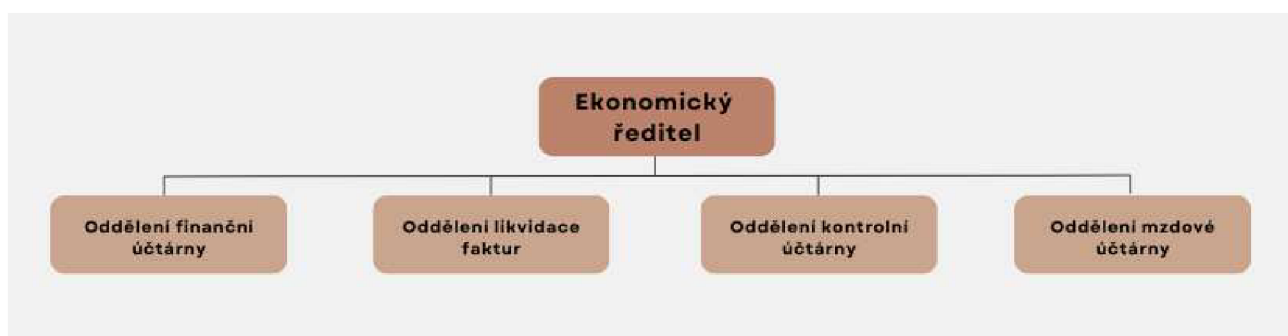 Ekonomický
ředitel
Oddělení finanční
účtárny
Oddělení likvidace
faktur
Oddělení kontrolní
účtárny
Oddělení mzdové
účtárny